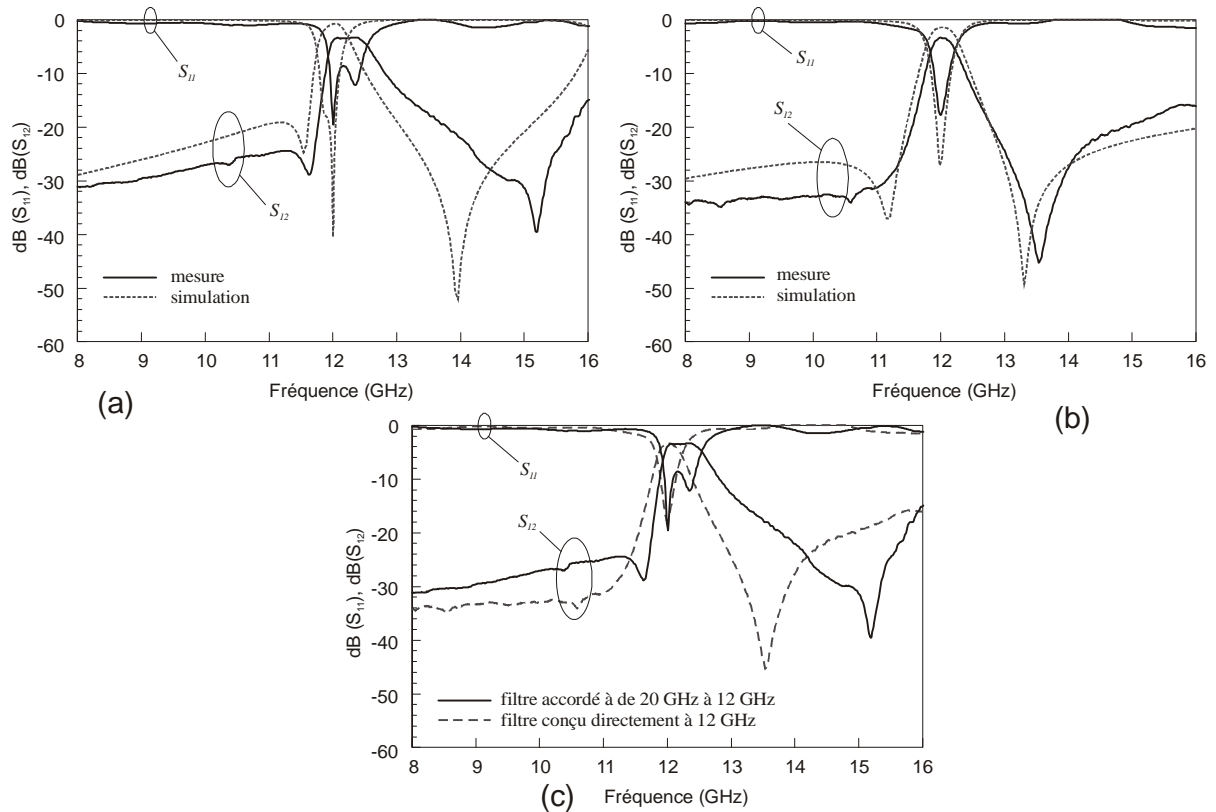 0
-10
-20
-30
-40
-50
-60
dB (S₁₁), dB(S₁₂)
S₁₁
S₁₂
mesure
simulation
8 9 10 11 12 13 14 15 16
Fréquence (GHz)
(a)
0
-10
-20
-30
-40
-50
-60
dB (S₁₁), dB(S₁₂)
S₁₁
S₁₂
mesure
simulation
8 9 10 11 12 13 14 15 16
Fréquence (GHz)
(b)
0
-10
-20
-30
-40
-50
-60
dB (S₁₁), dB(S₁₂)
S₁₁
S₁₂
filtre accordé à de 20 GHz à 12 GHz
filtre conçu directement à 12 GHz
8 9 10 11 12 13 14 15 16
(c)
Fréquence (GHz)